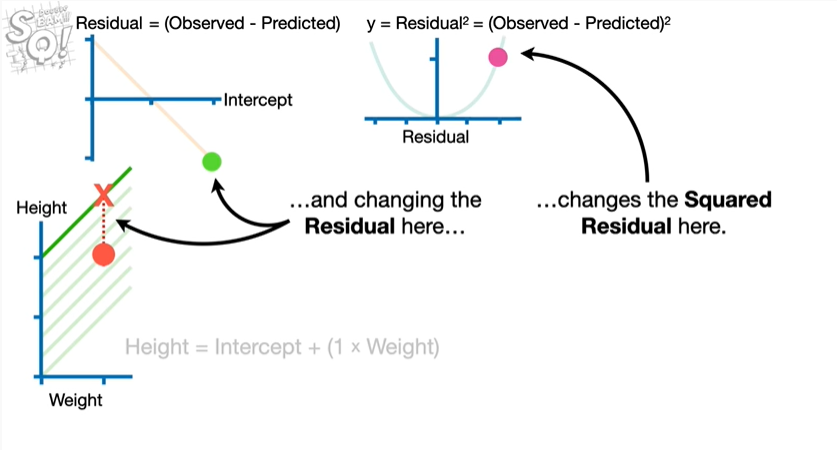 Residual = (Observed - Predicted)
y = Residual² = (Observed - Predicted)²
Intercept
Residual
Height
...and changing the
Residual here...
...changes the Squared
Residual here.
Height = Intercept + (1 × Weight)
Weight